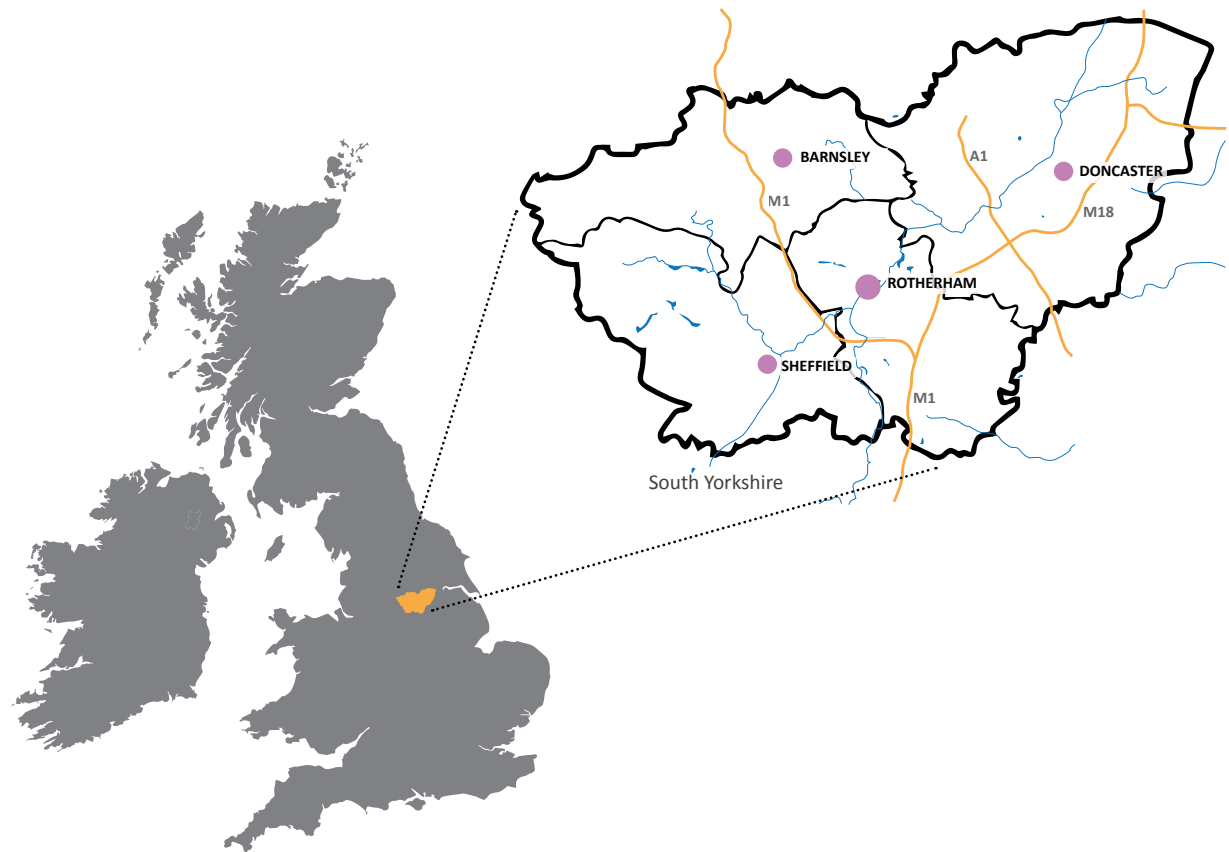 BARNSLEY
A1
DONCASTER
M1
M18
ROTHERHAM
SHEFFIELD
M1
South Yorkshire